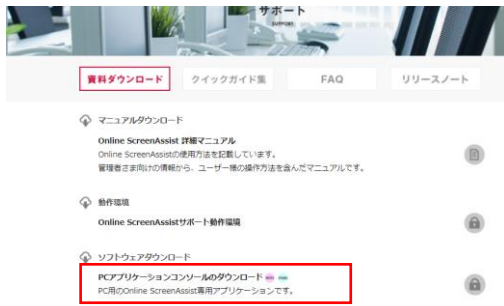 サポート
SUPPORT
資料ダウンロード
クイックガイド集
FAQ
リリースノート
マニュアルダウンロード
Online ScreenAssist 詳細マニュアル
Online ScreenAssistの使用方法を記載しています。
管理者さま向けの情報から、ユーザー様の操作方法を含んだマニュアルです。
動作環境
Online ScreenAssistサポート動作環境
ソフトウェアダウンロード
PCアプリケーションコンソールのダウンロード
PC用のOnline ScreenAssist専用アプリケーションです。